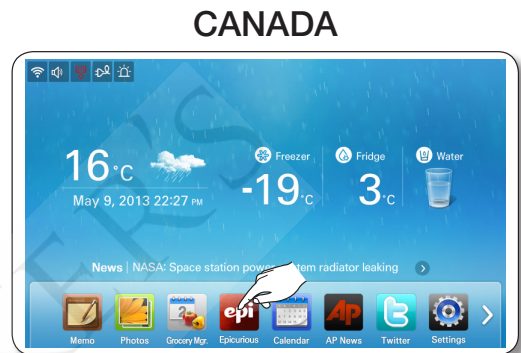 CANADA
Freezer
Fridge
Water
16°C
-19°C
3°C
May 9, 2013 22:27 PM
News | NASA: Space station power system radiator leaking
epi
AP
Memo
Photos
Grocery Mgr.
Epicurious
Calendar
AP News
Twitter
Settings